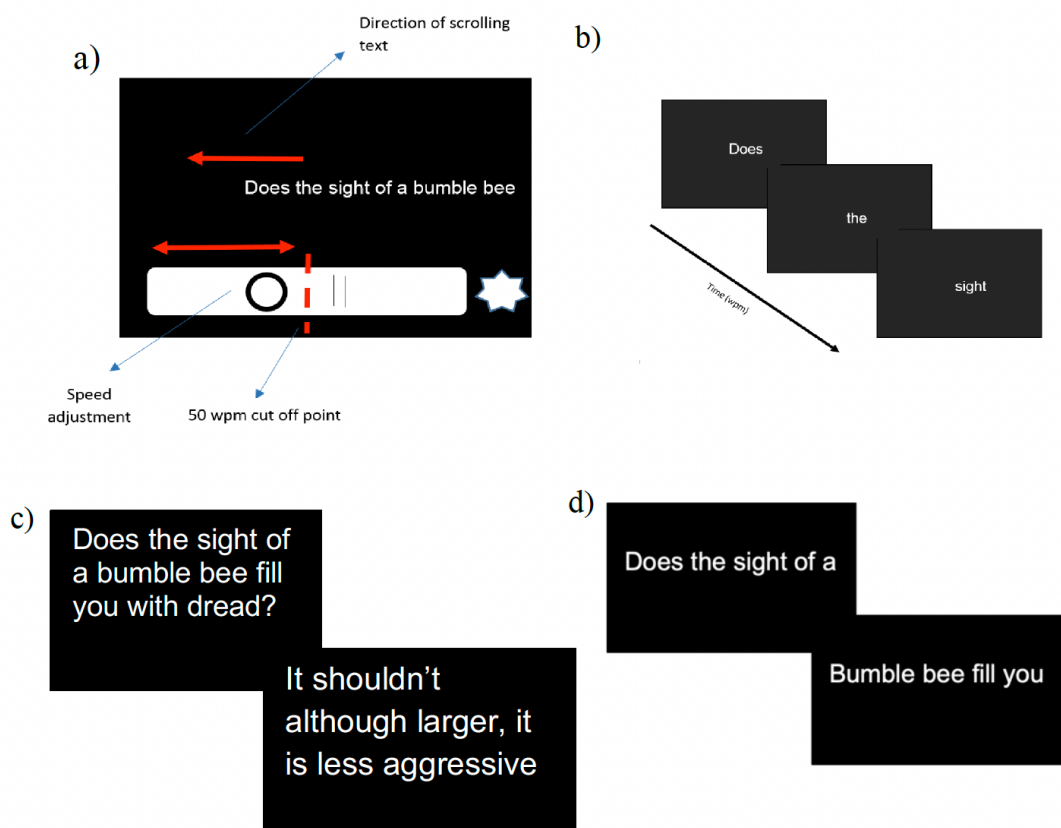 a)
Direction of scrolling
text
Does the sight of a bumble bee
Speed
adjustment
50 wpm cut off point
b)
Does
the
sight
Time (wpm)
c)
Does the sight of
a bumble bee fill
you with dread?
It shouldn’t
although larger, it
is less aggressive
d)
Does the sight of a
Bumble bee fill you